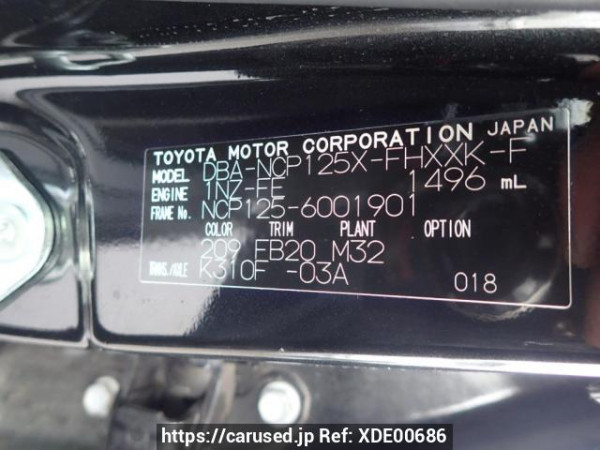 TOYOTA MOTOR CORPORATION JAPAN
MODEL DBA-NCP125X-FHXXK-F
ENGINE 1NZ-FE 1496 mL
FRAME No. NCP125-6001901
COLOR TRIM PLANT OPTION
209 FB20 M32
TRANS./AXLE K310F -03A
018
https://carused.jp Ref: XDE00686